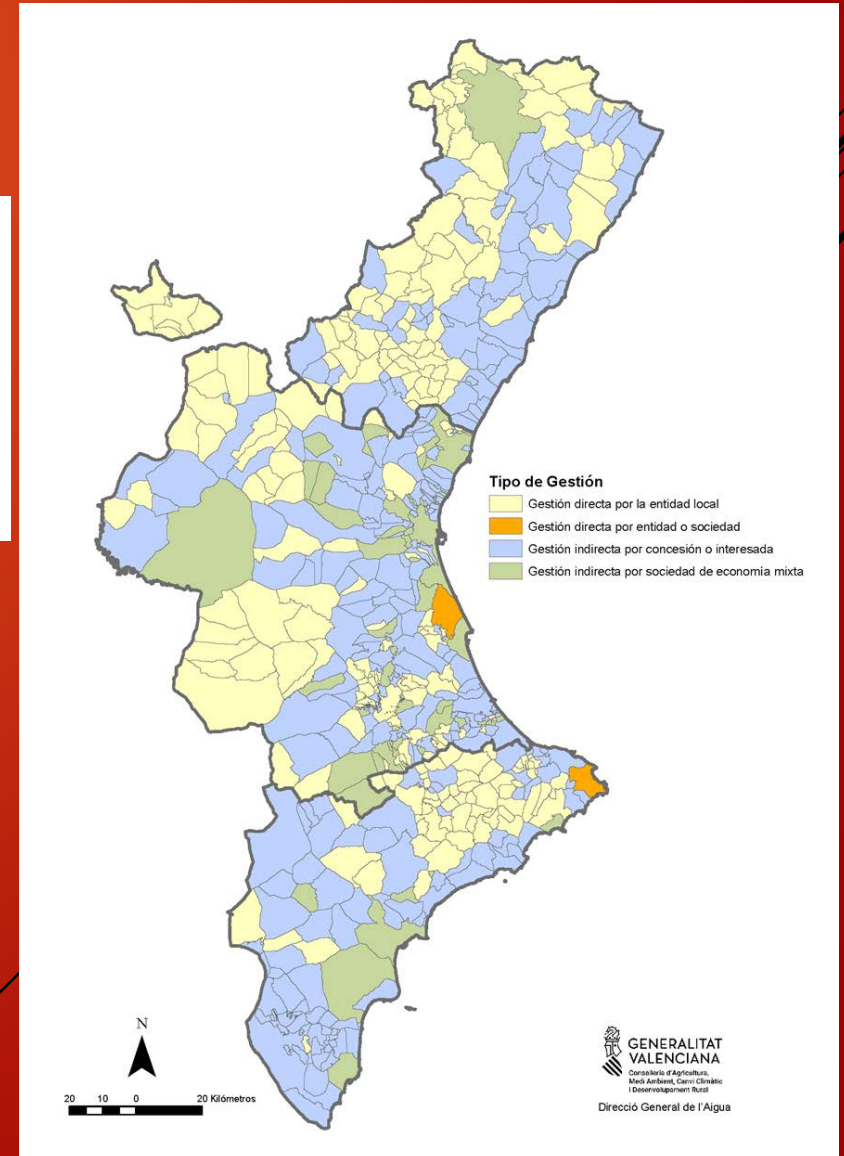 Tipo de Gestión
Gestión directa por la entidad local
Gestión directa por entidad o sociedad
Gestión indirecta por concesión o interesada
Gestión indirecta por sociedad de economía mixta
N
20 10 0 20 Kilómetros
GENERALITAT
VALENCIANA
Conselleria d'Agricultura,
Medi Ambient, Canvi Climàtic
i Desenvolupament Rural
Direcció General de l'Aigua